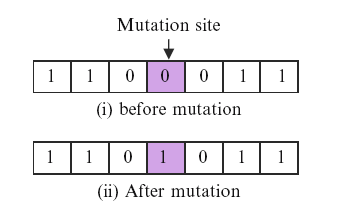 Mutation site
1 1 0 0 0 1 1
(i) before mutation
1 1 0 1 0 1 1
(ii) After mutation